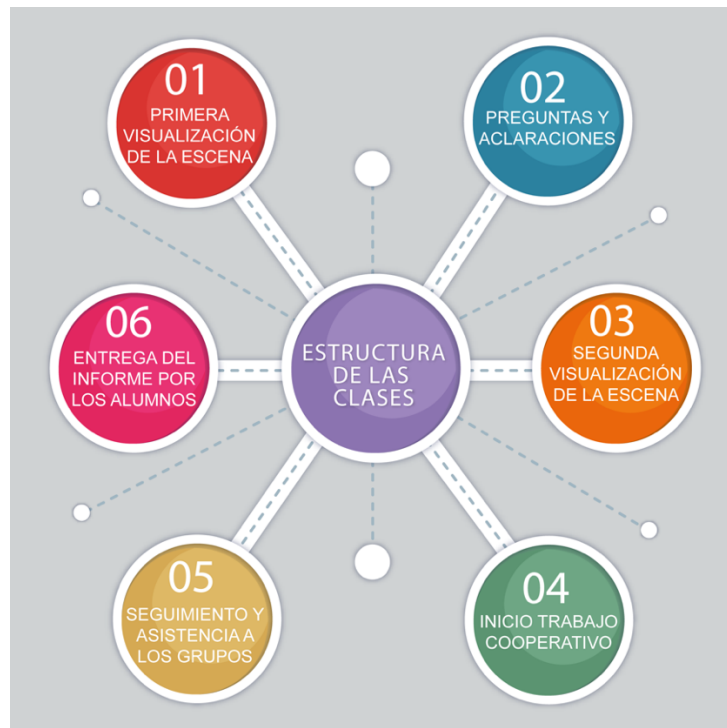 01
PRIMERA
VISUALIZACIÓN
DE LA ESCENA
02
PREGUNTAS Y
ACLARACIONES
06
ENTREGA DEL
INFORME POR
LOS ALUMNOS
ESTRUCTURA
DE LAS
CLASES
03
SEGUNDA
VISUALIZACIÓN
DE LA ESCENA
05
SEGUIMIENTO Y
ASISTENCIA A
LOS GRUPOS
04
INICIO TRABAJO
COOPERATIVO